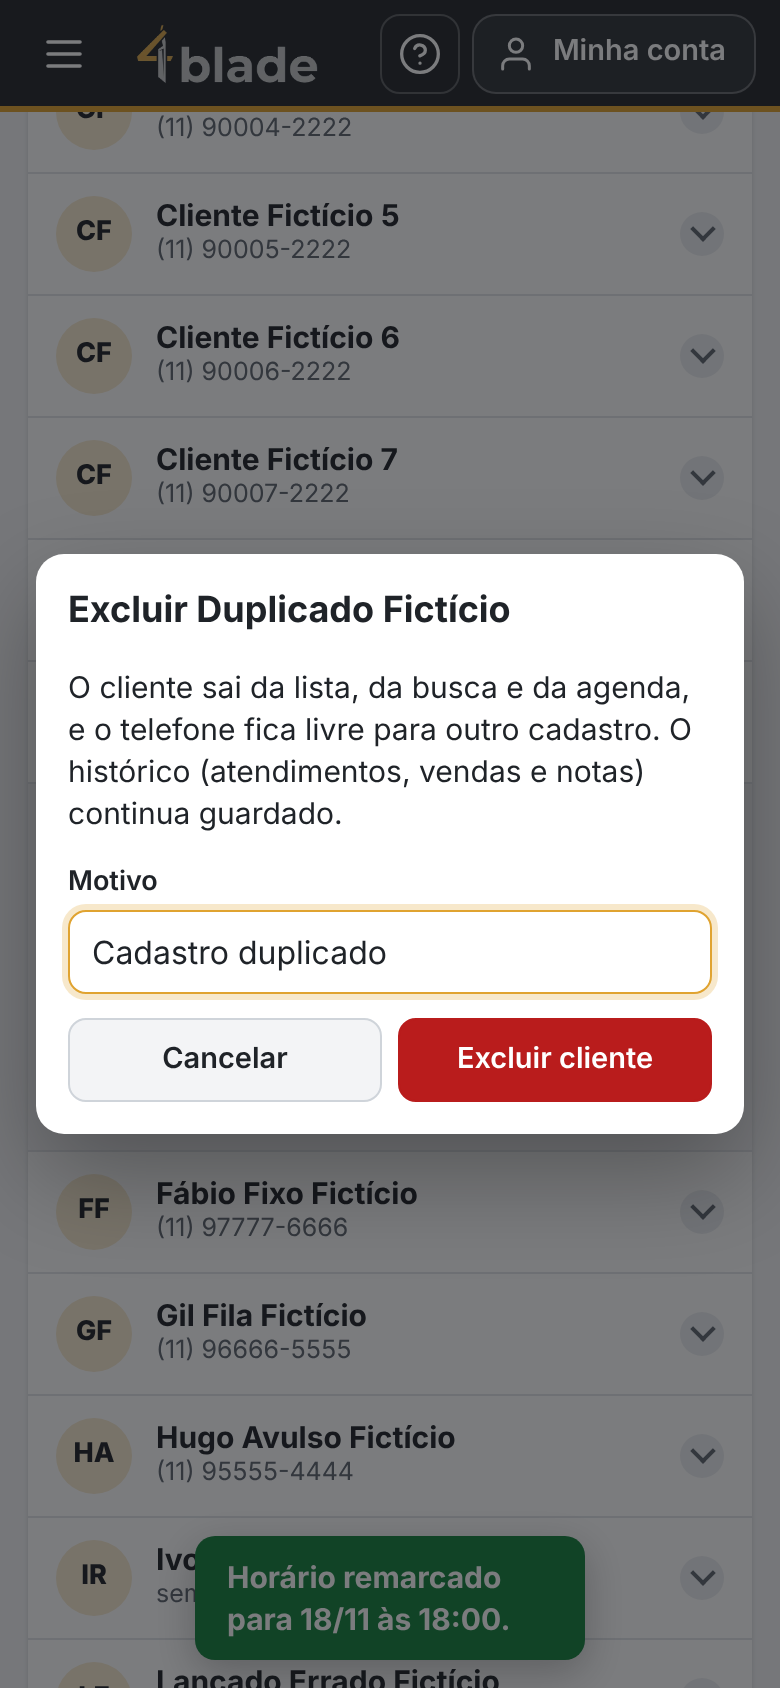 4blade
Minha conta
(11) 90004-2222
CF
Cliente Fictício 5
(11) 90005-2222
CF
Cliente Fictício 6
(11) 90006-2222
CF
Cliente Fictício 7
(11) 90007-2222
Excluir Duplicado Fictício
O cliente sai da lista, da busca e da agenda,
e o telefone fica livre para outro cadastro. O
histórico (atendimentos, vendas e notas)
continua guardado.
Motivo
Cadastro duplicado
Cancelar
Excluir cliente
FF
Fábio Fixo Fictício
(11) 97777-6666
GF
Gil Fila Fictício
(11) 96666-5555
HA
Hugo Avulso Fictício
(11) 95555-4444
IR
Horário remarcado
para 18/11 às 18:00.
Lançado Errado Fictício